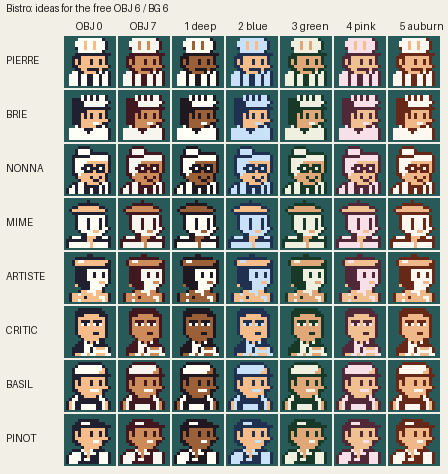 Bistro: ideas for the free OBJ 6 / BG 6
OBJ 0 OBJ 7 1 deep 2 blue 3 green 4 pink 5 auburn
PIERRE
BRIE
NONNA
MIME
ARTISTE
CRITIC
BASIL
PINOT